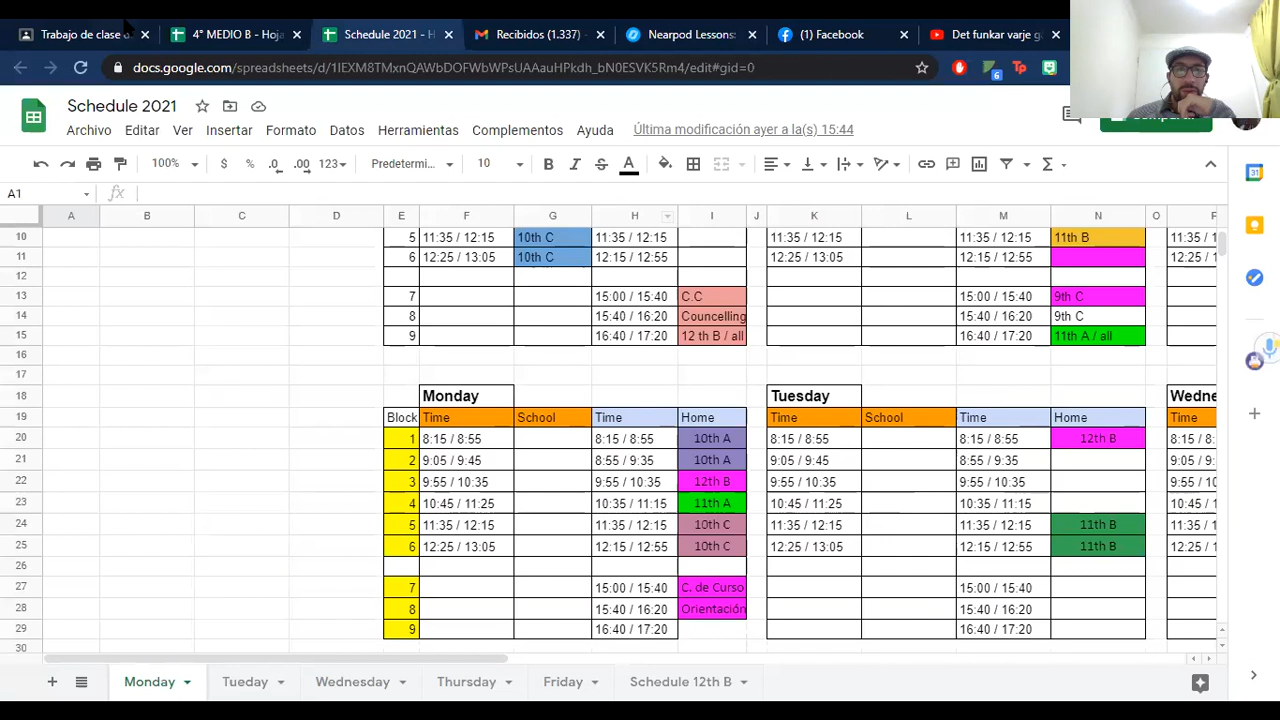 Trabajo de clase
4° MEDIO B - Hoja
Schedule 2021 - H
Recibidos (1.337)
Nearpod Lessons:
(1) Facebook
Det funkar varje g
docs.google.com/spreadsheets/d/1IEXM8TMxnQAWbDOFWbWPsUAAauHPkdh_bN0ESVK5Rm4/edit#gid=0
6
Tp
Schedule 2021
Archivo Editar Ver Insertar Formato Datos Herramientas Complementos Ayuda Última modificación ayer a la(s) 15:44
100% $ % .0 .00 123 Predetermi... 10 B I S A Σ
31
A1 fx
A B C D E F G H I J K L M N O
10 5 11:35 / 12:15 10th C 11:35 / 12:15 11:35 / 12:15 11:35 / 12:15 11th B 11:35 / 1
11 6 12:25 / 13:05 10th C 12:15 / 12:55 12:25 / 13:05 12:15 / 12:55 12:25 / 1
12
13 7 15:00 / 15:40 C.C 15:00 / 15:40 9th C
14 8 15:40 / 16:20 Councelling 15:40 / 16:20 9th C
15 9 16:40 / 17:20 12 th B / all 16:40 / 17:20 11th A / all
16
17
18 Monday Tuesday Wedne
19 Block Time School Time Home Time School Time Home Time
20 1 8:15 / 8:55 8:15 / 8:55 10th A 8:15 / 8:55 8:15 / 8:55 12th B 8:15 / 8:5
21 2 9:05 / 9:45 8:55 / 9:35 10th A 9:05 / 9:45 8:55 / 9:35 9:05 / 9:4
22 3 9:55 / 10:35 9:55 / 10:35 12th B 9:55 / 10:35 9:55 / 10:35 9:55 / 10
23 4 10:45 / 11:25 10:35 / 11:15 11th A 10:45 / 11:25 10:35 / 11:15 10:45 / 1
24 5 11:35 / 12:15 11:35 / 12:15 10th C 11:35 / 12:15 11:35 / 12:15 11th B 11:35 / 1
25 6 12:25 / 13:05 12:15 / 12:55 10th C 12:25 / 13:05 12:15 / 12:55 11th B 12:25 / 1
26
27 7 15:00 / 15:40 C. de Curso 15:00 / 15:40
28 8 15:40 / 16:20 Orientación 15:40 / 16:20
29 9 16:40 / 17:20 16:40 / 17:20
30
Monday Tueday Wednesday Thursday Friday Schedule 12th B